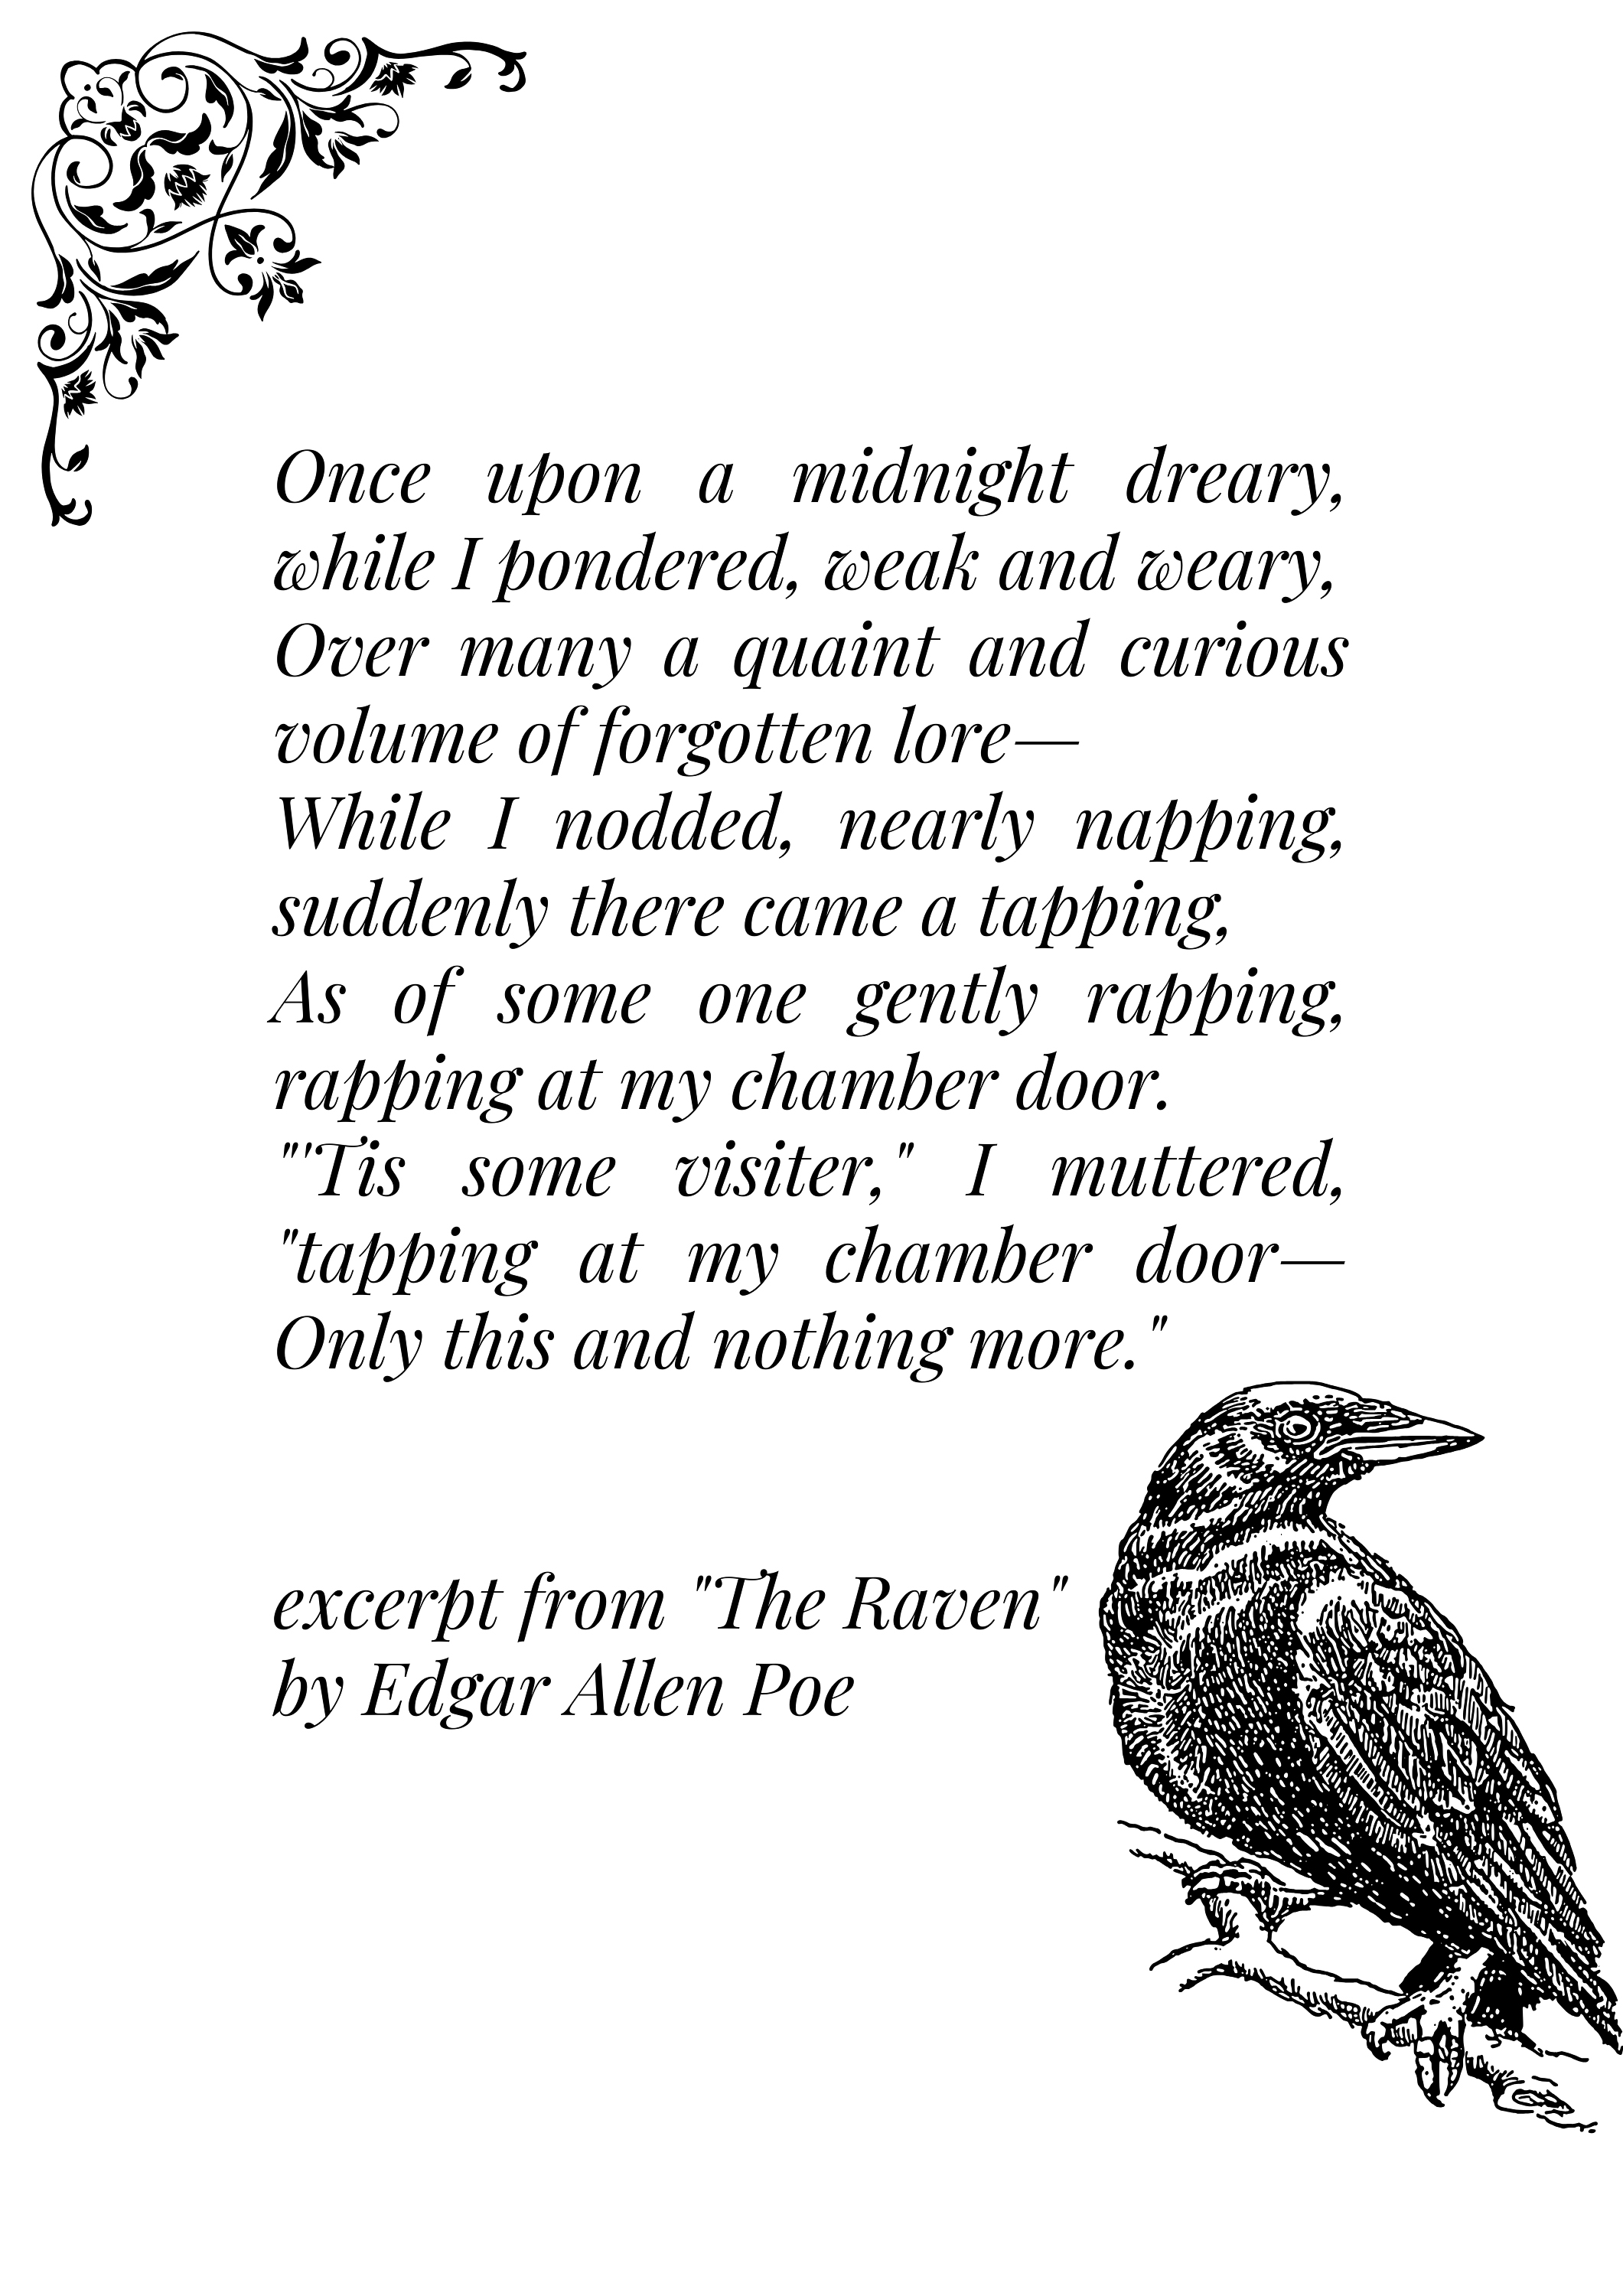 Once upon a midnight dreary,
while I pondered, weak and weary,
Over many a quaint and curious
volume of forgotten lore—
While I nodded, nearly napping,
suddenly there came a tapping,
As of some one gently rapping,
rapping at my chamber door.
"'Tis some visiter," I muttered,
"tapping at my chamber door—
Only this and nothing more."
excerpt from "The Raven"
by Edgar Allen Poe